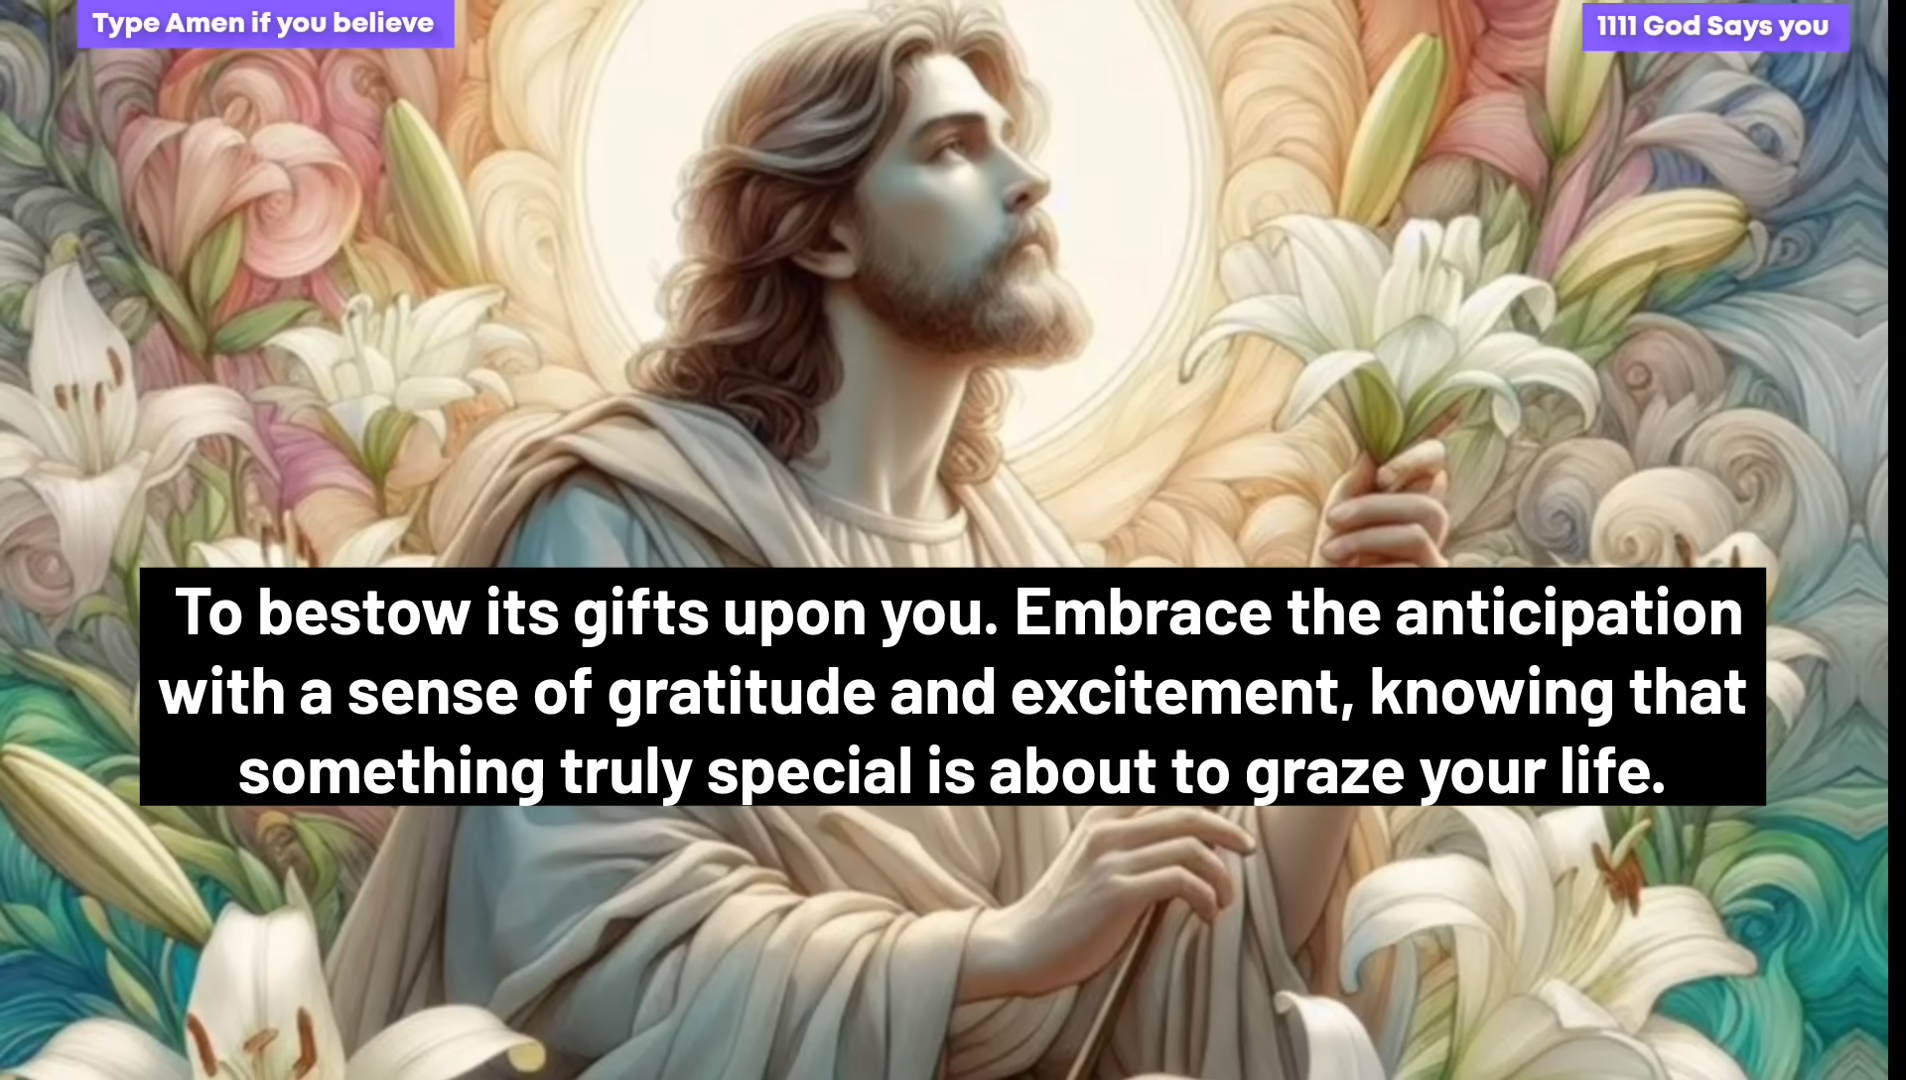 Type Amen if you believe
1111 God Says you
To bestow its gifts upon you. Embrace the anticipation
with a sense of gratitude and excitement, knowing that
something truly special is about to graze your life.